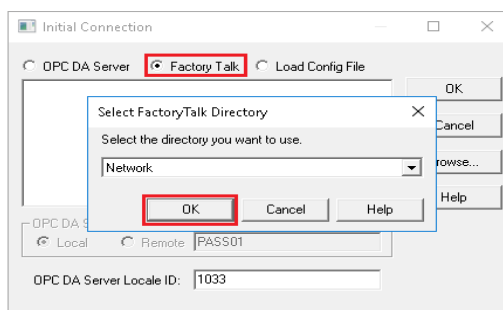 Initial Connection
OPC DA Server Factory Talk Load Config File
OK
Select FactoryTalk Directory
Select the directory you want to use.
Cancel
Network
rowse...
OK Cancel Help
Help
OPC DA S
Local Remote PASS01
OPC DA Server Locale ID: 1033